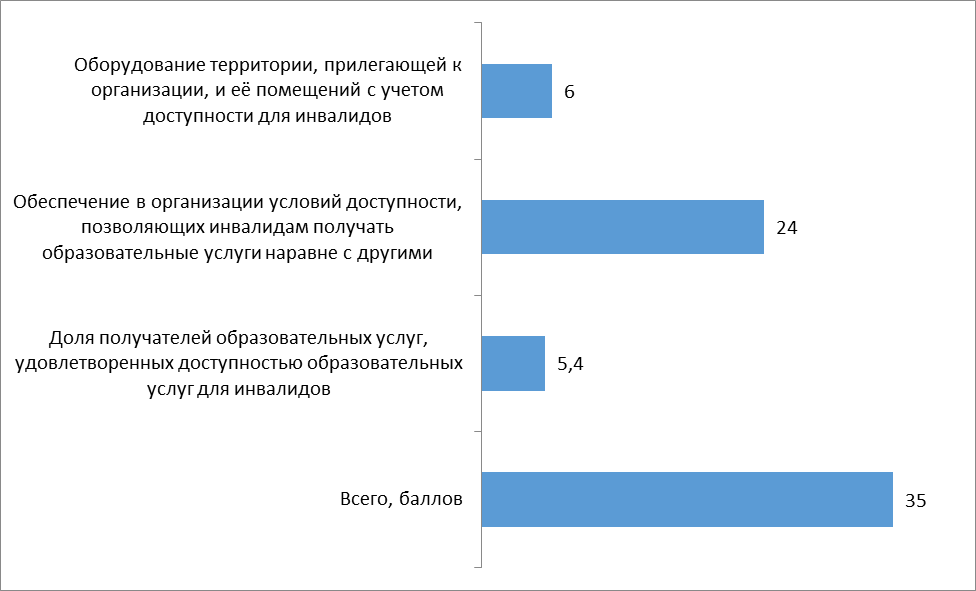 Оборудование территории, прилегающей к
организации, и её помещений с учетом
доступности для инвалидов
6
Обеспечение в организации условий доступности,
позволяющих инвалидам получать
образовательные услуги наравне с другими
24
Доля получателей образовательных услуг,
удовлетворенных доступностью образовательных
услуг для инвалидов
5,4
Всего, баллов
35